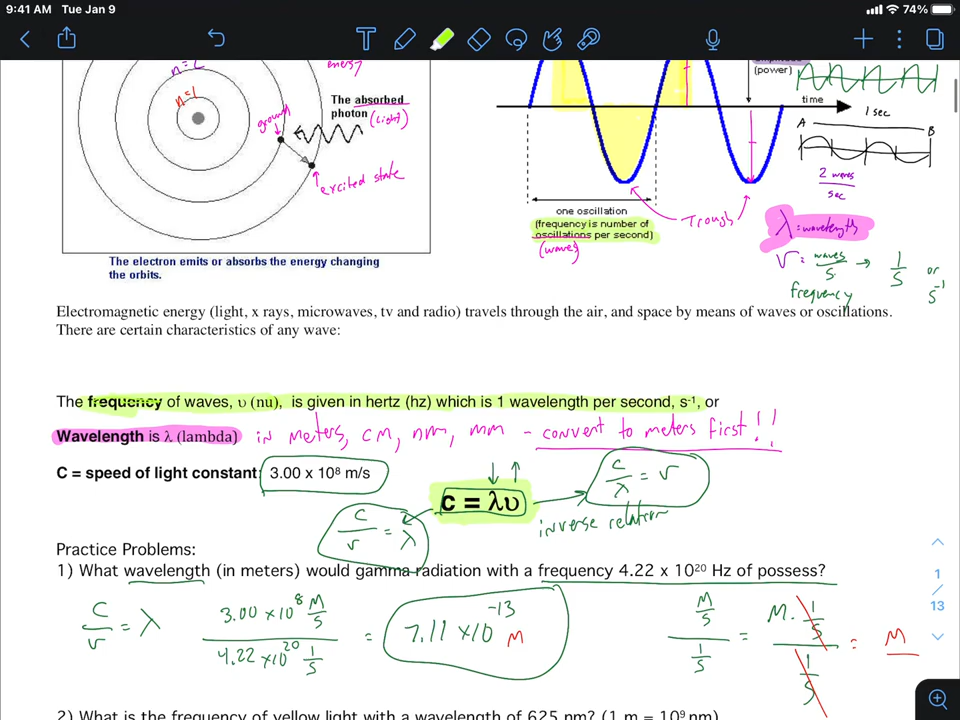 9:41 AM Tue Jan 9
74%
n=2
n=1
The absorbed
photon
(Light)
ground
excited state
The electron emits or absorbs the energy changing
the orbits.
(power)
time
1 sec
A
B
2 waves
sec
one oscillation
(frequency is number of
oscillations per second)
(waves)
Trough
λ = wavelength
ν = waves/s → 1/s or s⁻¹
frequency
Electromagnetic energy (light, x rays, microwaves, tv and radio) travels through the air, and space by means of waves or oscillations.
There are certain characteristics of any wave:
The frequency of waves, υ (nu), is given in hertz (hz) which is 1 wavelength per second, s-1, or
Wavelength is λ (lambda) in meters, cm, nm, mm - convert to meters first!!
C = speed of light constant: 3.00 x 10⁸ m/s
c = λυ
↓ ↑
c/λ = ν
c/ν = λ
inverse relation
Practice Problems:
1) What wavelength (in meters) would gamma radiation with a frequency 4.22 x 10²⁰ Hz of possess?
c/ν = λ
3.00 x 10⁸ M/S
4.22 x 10²⁰ 1/S
= 7.11 x 10⁻¹³ M
M/S
1/S
= M · 1/S
1/S
= M
1
/
13
2) What is the frequency of yellow light with a wavelength of 625 nm? (1 m = 10⁹ nm)